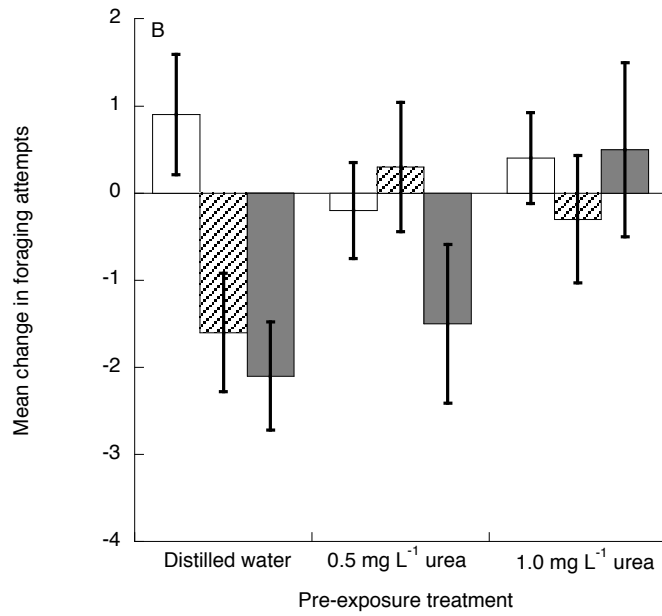 B
2
1
0
-1
-2
-3
-4
Mean change in foraging attempts
Distilled water 0.5 mg L⁻¹ urea 1.0 mg L⁻¹ urea
Pre-exposure treatment